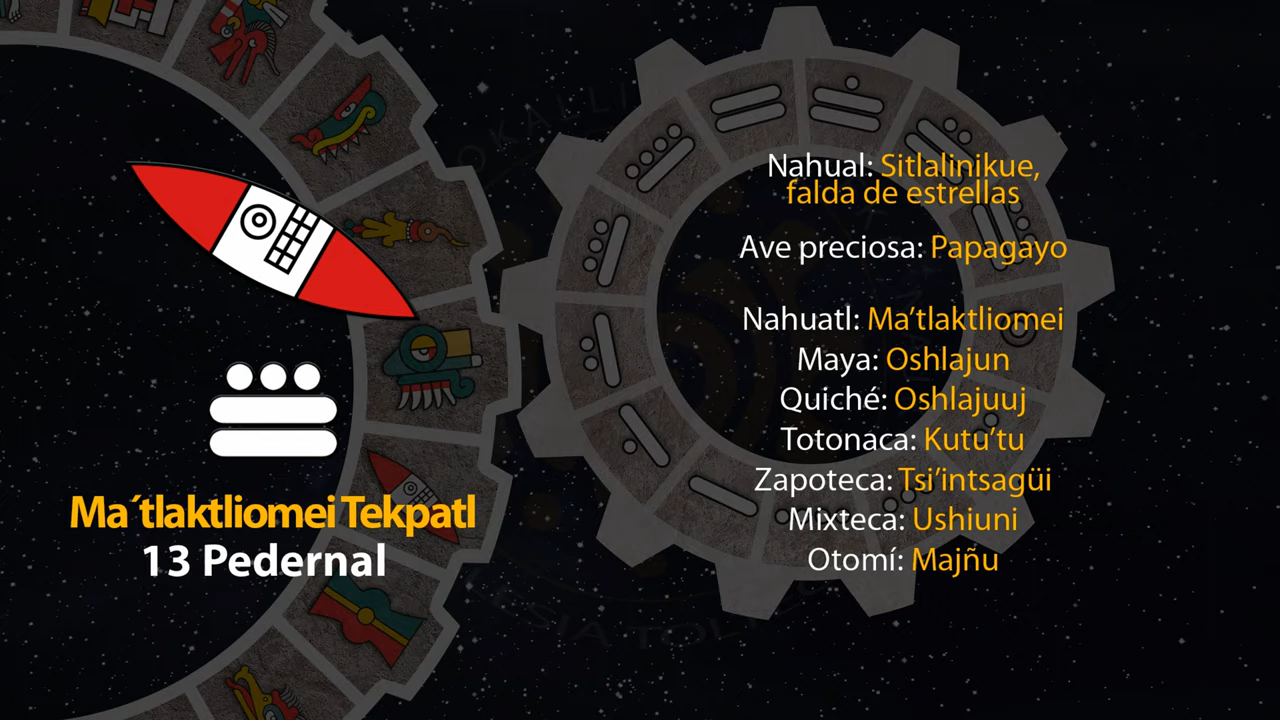 Ma´tlaktliomei Tekpatl
13 Pedernal
Nahual: Sitlalinikue,
falda de estrellas
Ave preciosa: Papagayo
Nahuatl: Ma’tlaktliomei
Maya: Oshlajun
Quiché: Oshlajuuj
Totonaca: Kutu’tu
Zapoteca: Tsi’intsagüi
Mixteca: Ushiuni
Otomí: Majñu